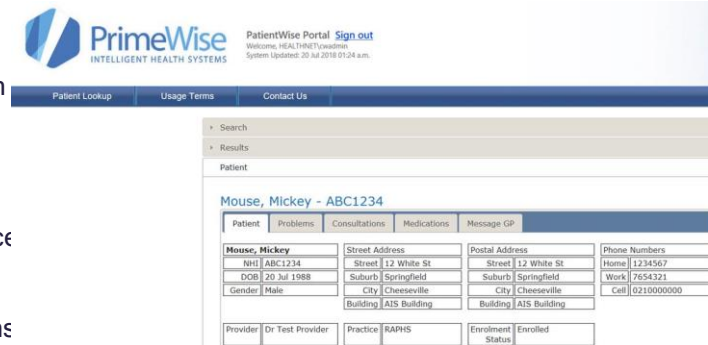 PrimeWise
INTELLIGENT HEALTH SYSTEMS
PatientWise Portal Sign out
Welcome, HEALTHNET\cwadmin
System Updated: 20 Jul 2018 01:24 a.m.
Patient Lookup Usage Terms Contact Us
Search
Results
Patient
Mouse, Mickey - ABC1234
Patient Problems Consultations Medications Message GP
Mouse, Mickey Street Address Postal Address Phone Numbers
NHI ABC1234 Street 12 White St Street 12 White St Home 1234567
DOB 20 Jul 1988 Suburb Springfield Suburb Springfield Work 7654321
Gender Male City Cheeseville City Cheeseville Cell 0210000000
Building AIS Building Building AIS Building
Provider Dr Test Provider Practice RAPHS Enrolment Status Enrolled